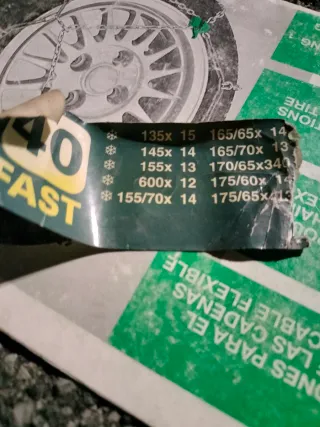 40
FAST
135x 15 165/65x 14
145x 14 165/70x 13
155x 13 170/65x340
600x 12 175/60x 14
155/70x 14 175/65x
ONES PARA EL
E LAS CADENAS
CABLE FLEXIBLE